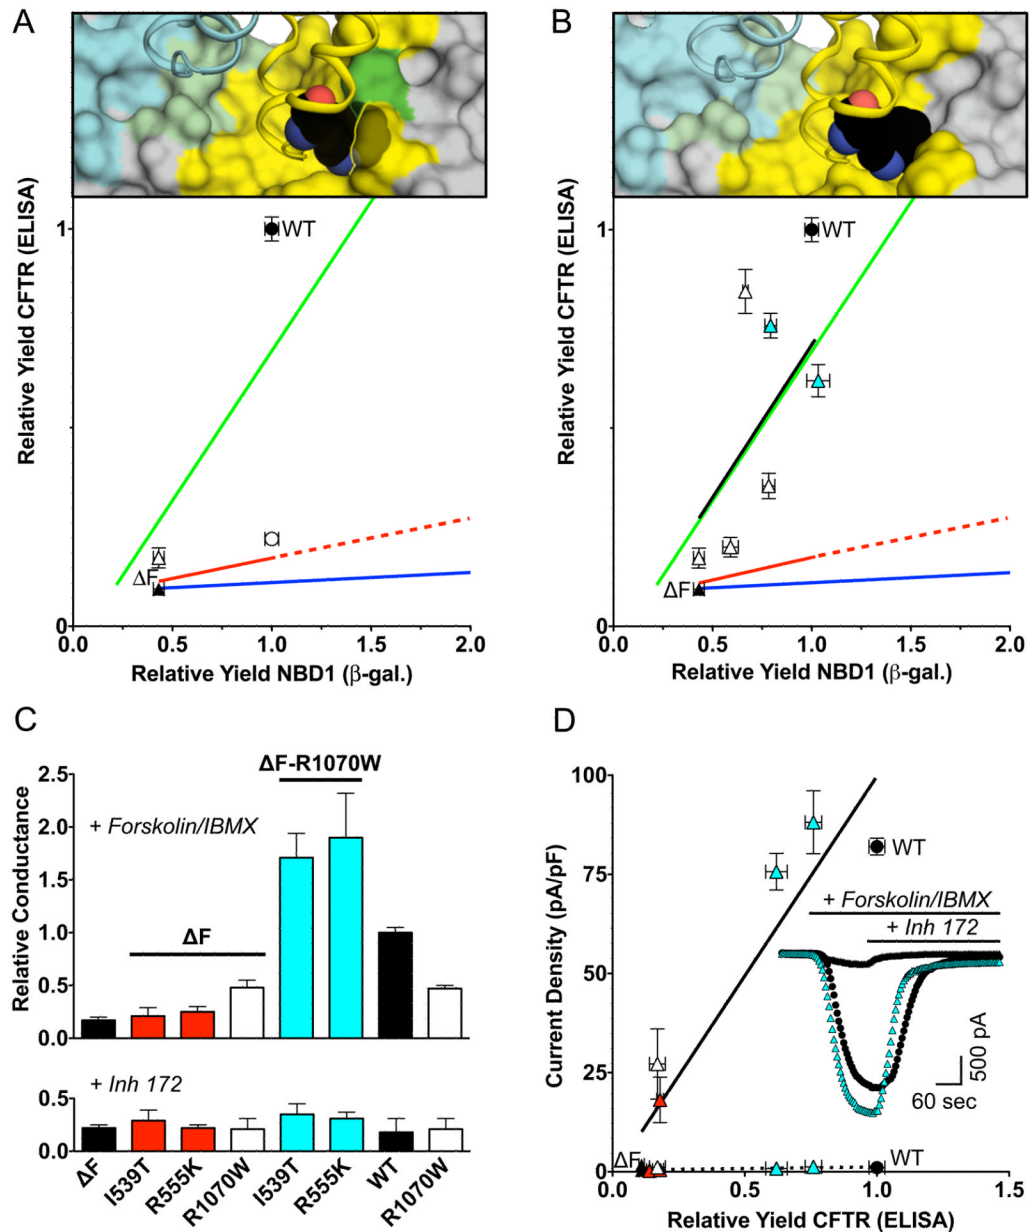 A
B
Relative Yield CFTR (ELISA)
1
0
WT
ΔF
0.0
0.5
1.0
1.5
2.0
Relative Yield NBD1 (β-gal.)
Relative Yield CFTR (ELISA)
1
0
WT
ΔF
0.0
0.5
1.0
1.5
2.0
Relative Yield NBD1 (β-gal.)
C
Relative Conductance
2.5
2.0
1.5
1.0
0.5
0.0
+ Forskolin/IBMX
ΔF
ΔF-R1070W
0.5
0.0
+ Inh 172
ΔF
I539T
R555K
R1070W
I539T
R555K
WT
R1070W
D
Current Density (pA/pF)
100
75
50
25
0
WT
+ Forskolin/IBMX
+ Inh 172
500 pA
60 sec
ΔF
WT
0.0
0.5
1.0
1.5
Relative Yield CFTR (ELISA)